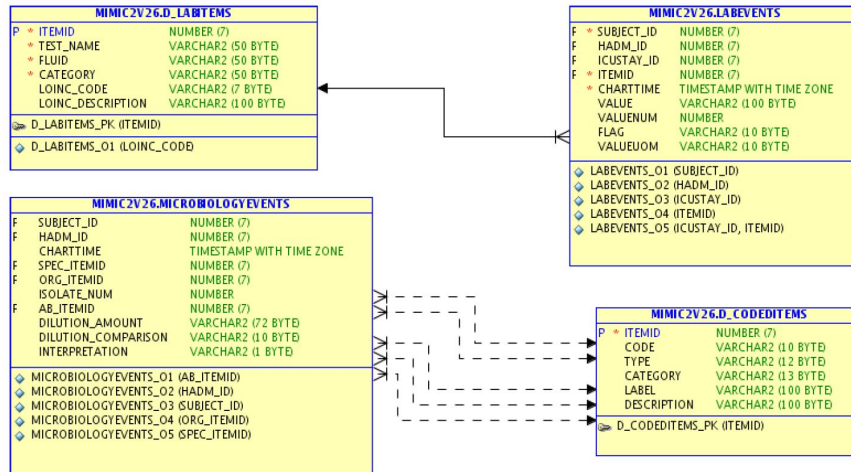 MIMIC2V26.D_LABITEMS
P * ITEMID NUMBER (7)
* TEST_NAME VARCHAR2 (50 BYTE)
* FLUID VARCHAR2 (50 BYTE)
* CATEGORY VARCHAR2 (50 BYTE)
LOINC_CODE VARCHAR2 (7 BYTE)
LOINC_DESCRIPTION VARCHAR2 (100 BYTE)
D_LABITEMS_PK (ITEMID)
D_LABITEMS_O1 (LOINC_CODE)
MIMIC2V26.LABEVENTS
F * SUBJECT_ID NUMBER (7)
F HADM_ID NUMBER (7)
F ICUSTAY_ID NUMBER (7)
F * ITEMID NUMBER (7)
* CHARTTIME TIMESTAMP WITH TIME ZONE
VALUE VARCHAR2 (100 BYTE)
VALUENUM NUMBER
FLAG VARCHAR2 (10 BYTE)
VALUEUOM VARCHAR2 (10 BYTE)
LABEVENTS_O1 (SUBJECT_ID)
LABEVENTS_O2 (HADM_ID)
LABEVENTS_O3 (ICUSTAY_ID)
LABEVENTS_O4 (ITEMID)
LABEVENTS_O5 (ICUSTAY_ID, ITEMID)
MIMIC2V26.MICROBIOLOGYEVENTS
F SUBJECT_ID NUMBER (7)
F HADM_ID NUMBER (7)
CHARTTIME TIMESTAMP WITH TIME ZONE
F SPEC_ITEMID NUMBER (7)
F ORG_ITEMID NUMBER (7)
ISOLATE_NUM NUMBER
F AB_ITEMID NUMBER (7)
DILUTION_AMOUNT VARCHAR2 (72 BYTE)
DILUTION_COMPARISON VARCHAR2 (10 BYTE)
INTERPRETATION VARCHAR2 (1 BYTE)
MICROBIOLOGYEVENTS_O1 (AB_ITEMID)
MICROBIOLOGYEVENTS_O2 (HADM_ID)
MICROBIOLOGYEVENTS_O3 (SUBJECT_ID)
MICROBIOLOGYEVENTS_O4 (ORG_ITEMID)
MICROBIOLOGYEVENTS_O5 (SPEC_ITEMID)
MIMIC2V26.D_CODEDITEMS
P * ITEMID NUMBER (7)
CODE VARCHAR2 (10 BYTE)
TYPE VARCHAR2 (12 BYTE)
CATEGORY VARCHAR2 (13 BYTE)
LABEL VARCHAR2 (100 BYTE)
DESCRIPTION VARCHAR2 (100 BYTE)
D_CODEDITEMS_PK (ITEMID)